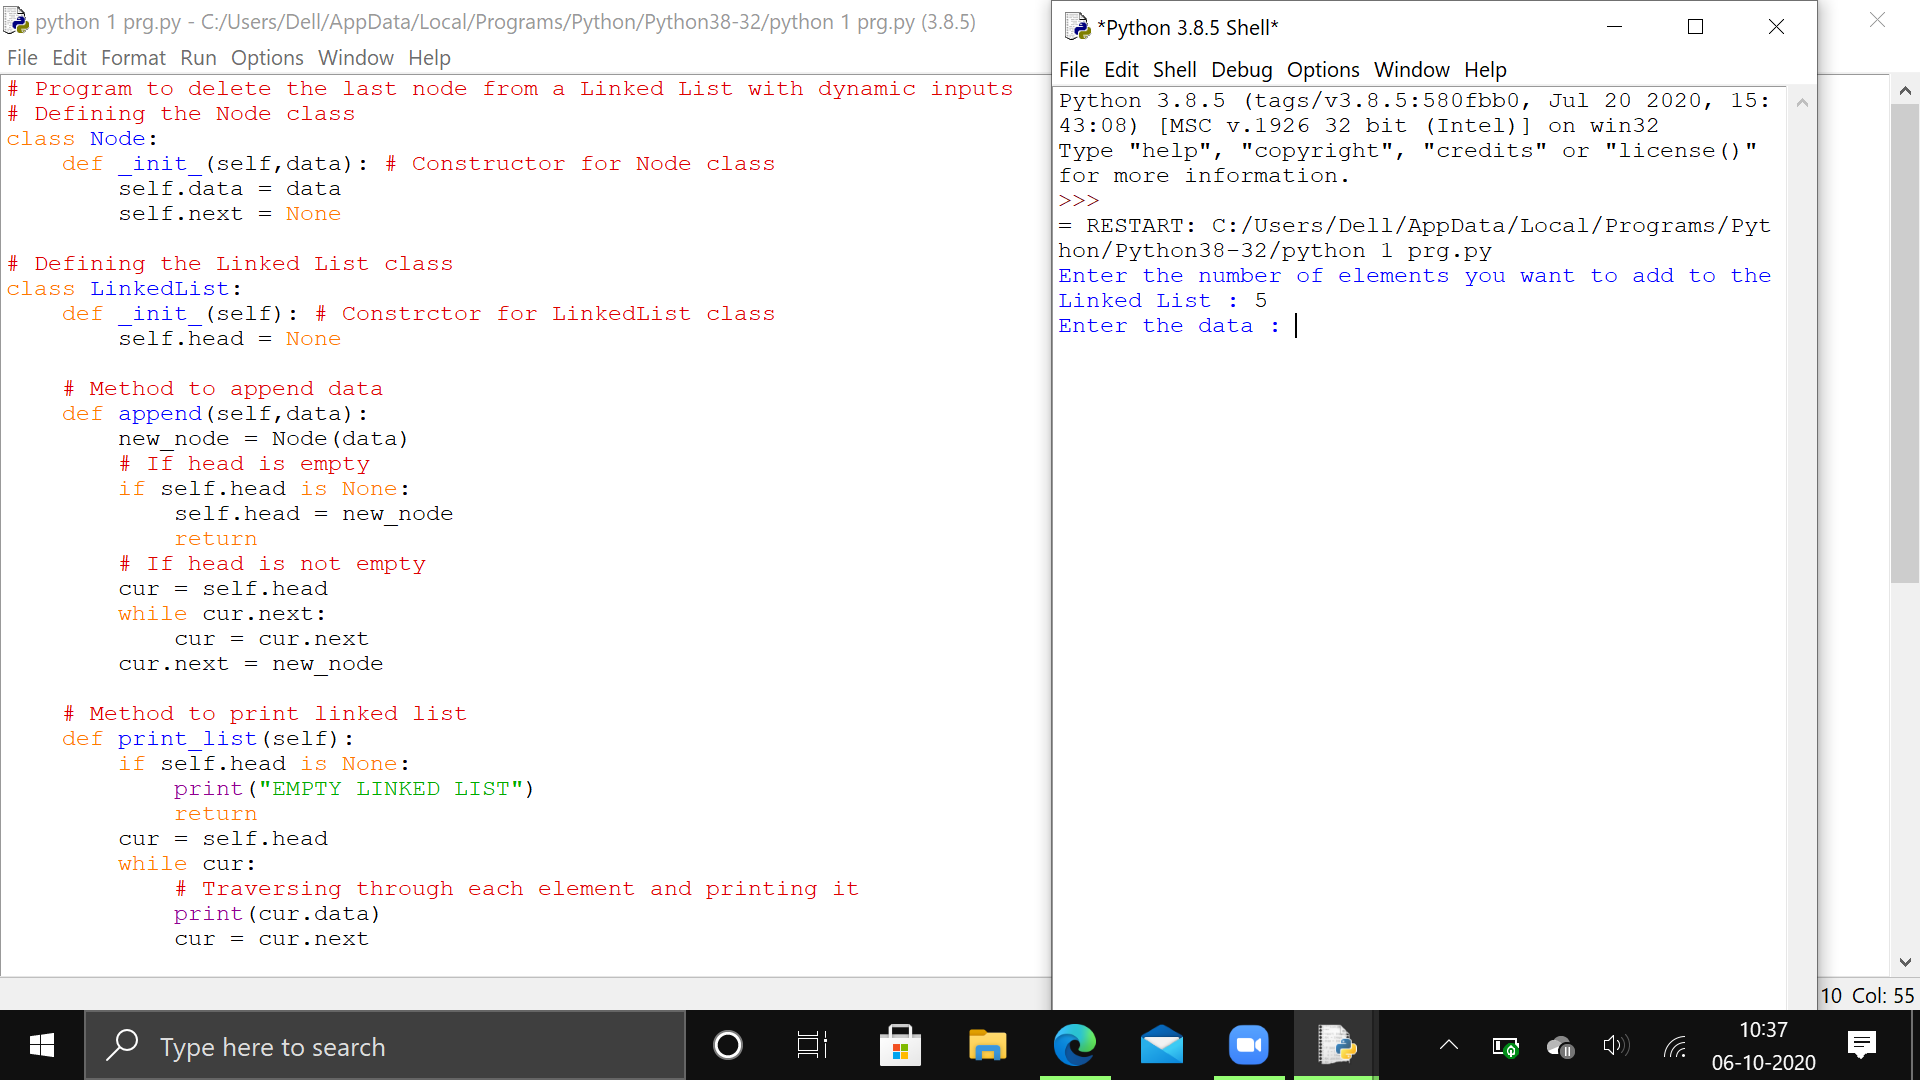 python 1 prg.py - C:/Users/Dell/AppData/Local/Programs/Python/Python38-32/python 1 prg.py (3.8.5)
File Edit Format Run Options Window Help
# Program to delete the last node from a Linked List with dynamic inputs
# Defining the Node class
class Node:
    def _init_(self,data): # Constructor for Node class
        self.data = data
        self.next = None

# Defining the Linked List class
class LinkedList:
    def _init_(self): # Constrctor for LinkedList class
        self.head = None

    # Method to append data
    def append(self,data):
        new_node = Node(data)
        # If head is empty
        if self.head is None:
            self.head = new_node
            return
        # If head is not empty
        cur = self.head
        while cur.next:
            cur = cur.next
        cur.next = new_node

    # Method to print linked list
    def print_list(self):
        if self.head is None:
            print("EMPTY LINKED LIST")
            return
        cur = self.head
        while cur:
            # Traversing through each element and printing it
            print(cur.data)
            cur = cur.next
10 Col: 55
*Python 3.8.5 Shell*
File Edit Shell Debug Options Window Help
Python 3.8.5 (tags/v3.8.5:580fbb0, Jul 20 2020, 15:
43:08) [MSC v.1926 32 bit (Intel)] on win32
Type "help", "copyright", "credits" or "license()"
for more information.
>>>
= RESTART: C:/Users/Dell/AppData/Local/Programs/Pyt
hon/Python38-32/python 1 prg.py
Enter the number of elements you want to add to the
Linked List : 5
Enter the data :
Type here to search
10:37
06-10-2020